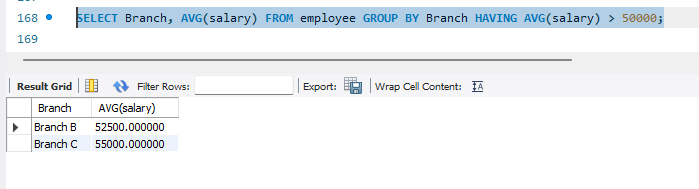 168 SELECT Branch, AVG(salary) FROM employee GROUP BY Branch HAVING AVG(salary) > 50000;
169
Result Grid Filter Rows: Export: Wrap Cell Content: IA
Branch AVG(salary)
Branch B 52500.000000
Branch C 55000.000000